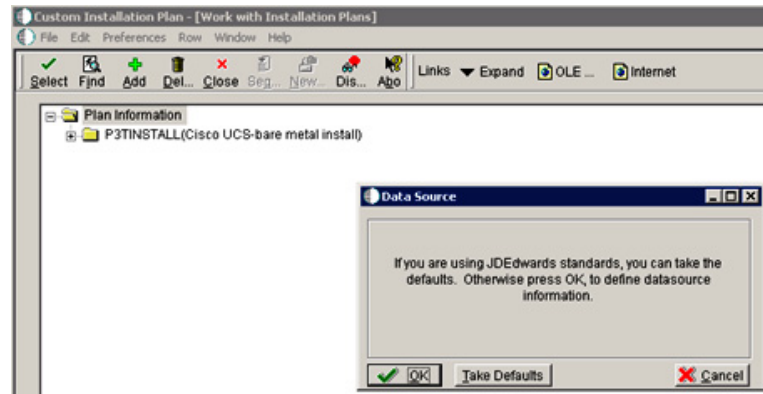 Custom Installation Plan - [Work with Installation Plans]
File Edit Preferences Row Window Help
Select Find Add Del... Close Seq... New... Dis... Abo Links Expand OLE ... Internet
Plan Information
P3TINSTALL(Cisco UCS-bare metal install)
Data Source
If you are using JDEdwards standards, you can take the
defaults. Otherwise press OK, to define datasource
information.
OK Take Defaults Cancel